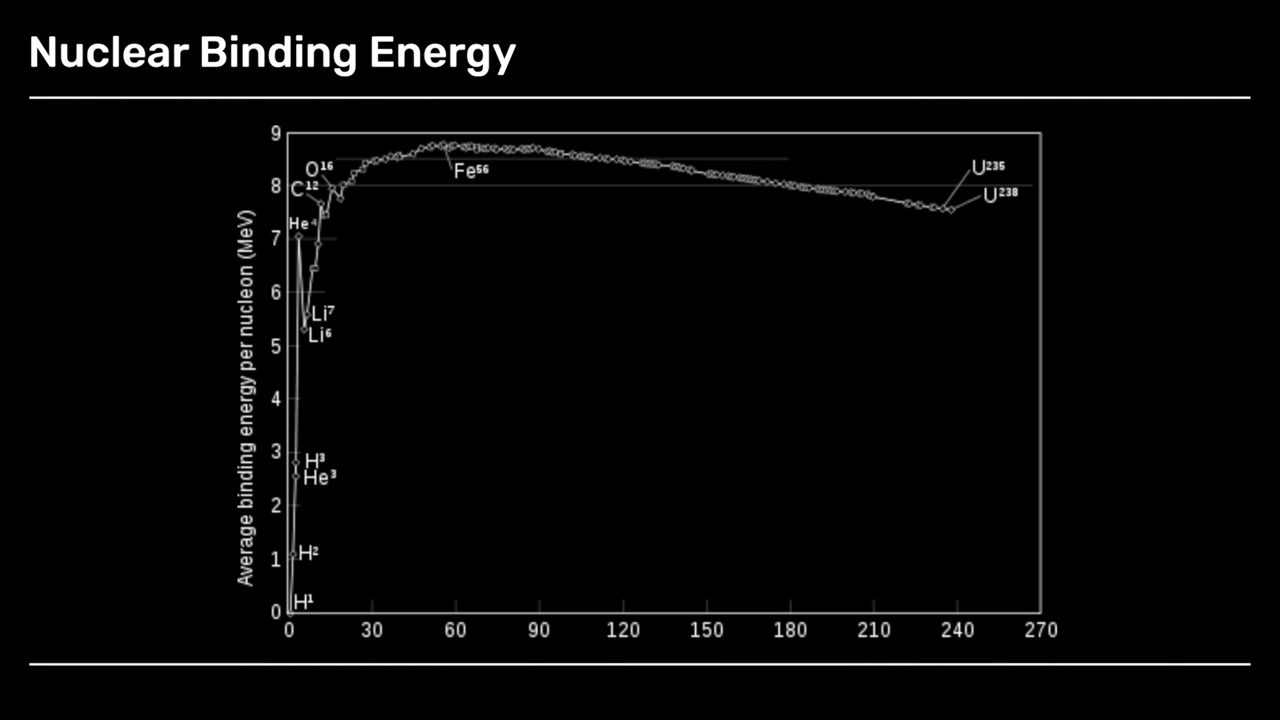 Nuclear Binding Energy
Average binding energy per nucleon (MeV)
9
8
7
6
5
4
3
2
1
0
O¹⁶
C¹²
He⁴
Fe⁵⁶
U²³⁵
U²³⁸
Li⁷
Li⁶
H³
He³
H²
H¹
0 30 60 90 120 150 180 210 240 270